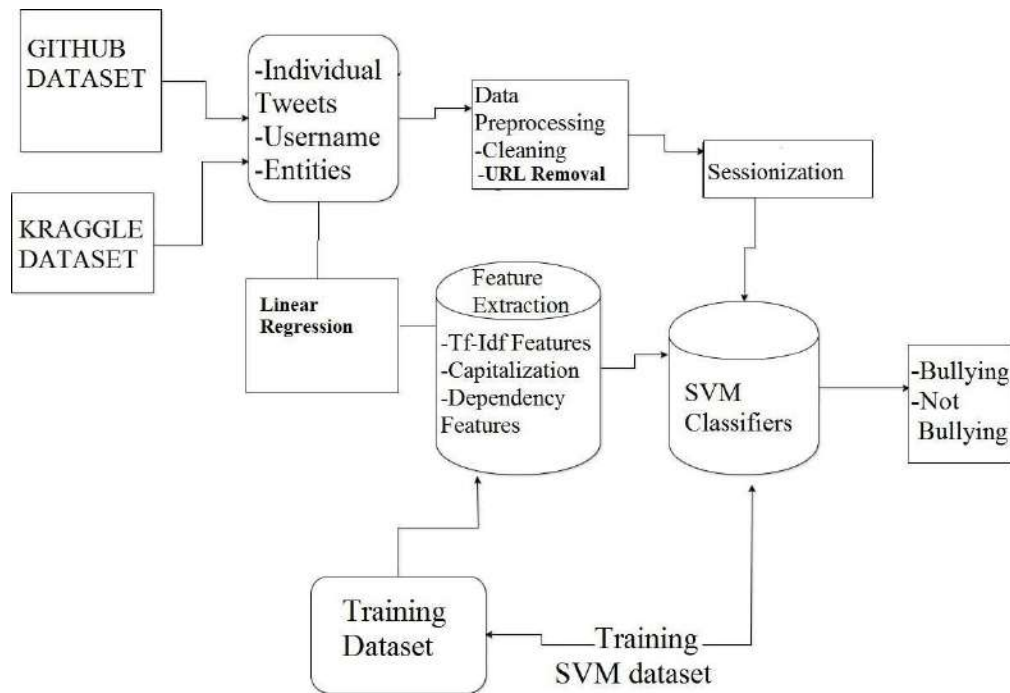 GITHUB
DATASET
KRAGGLE
DATASET
-Individual
Tweets
-Username
-Entities
Data
Preprocessing
-Cleaning
-URL Removal
Sessionization
Linear
Regression
Feature
Extraction
-Tf-Idf Features
-Capitalization
-Dependency
Features
SVM
Classifiers
-Bullying
-Not
Bullying
Training
Dataset
Training
SVM dataset